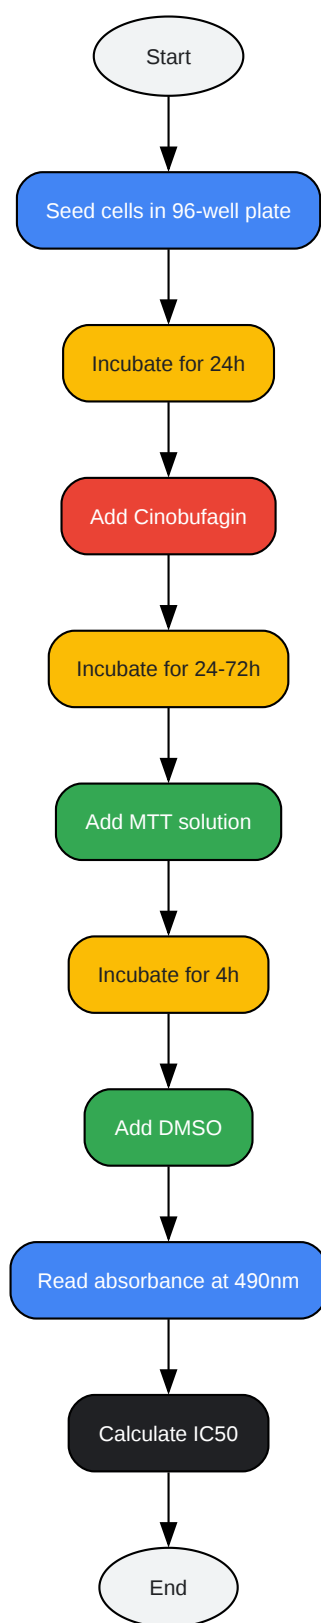 Start
Seed cells in 96-well plate
Incubate for 24h
Add Cinobufagin
Incubate for 24-72h
Add MTT solution
Incubate for 4h
Add DMSO
Read absorbance at 490nm
Calculate IC50
End